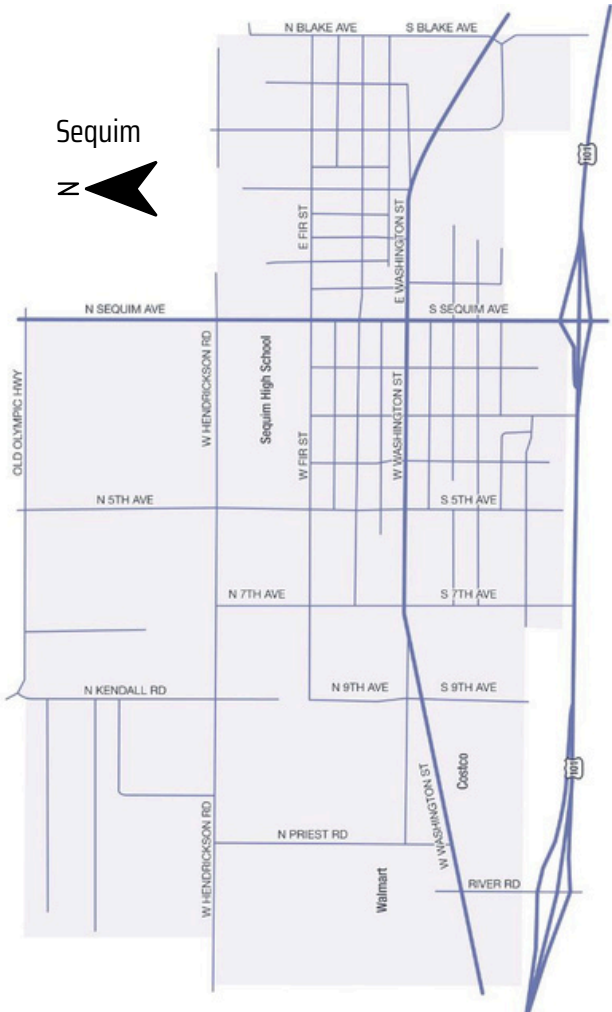 N BLAKE AVE
S BLAKE AVE
Sequim
N
101
E FIR ST
E WASHINGTON ST
N SEQUIM AVE
S SEQUIM AVE
OLD OLYMPIC HWY
W HENDRICKSON RD
Sequim High School
W FIR ST
W WASHINGTON ST
N 5TH AVE
S 5TH AVE
N 7TH AVE
S 7TH AVE
N KENDALL RD
N 9TH AVE
S 9TH AVE
W HENDRICKSON RD
N PRIEST RD
W WASHINGTON ST
Costco
101
Walmart
RIVER RD